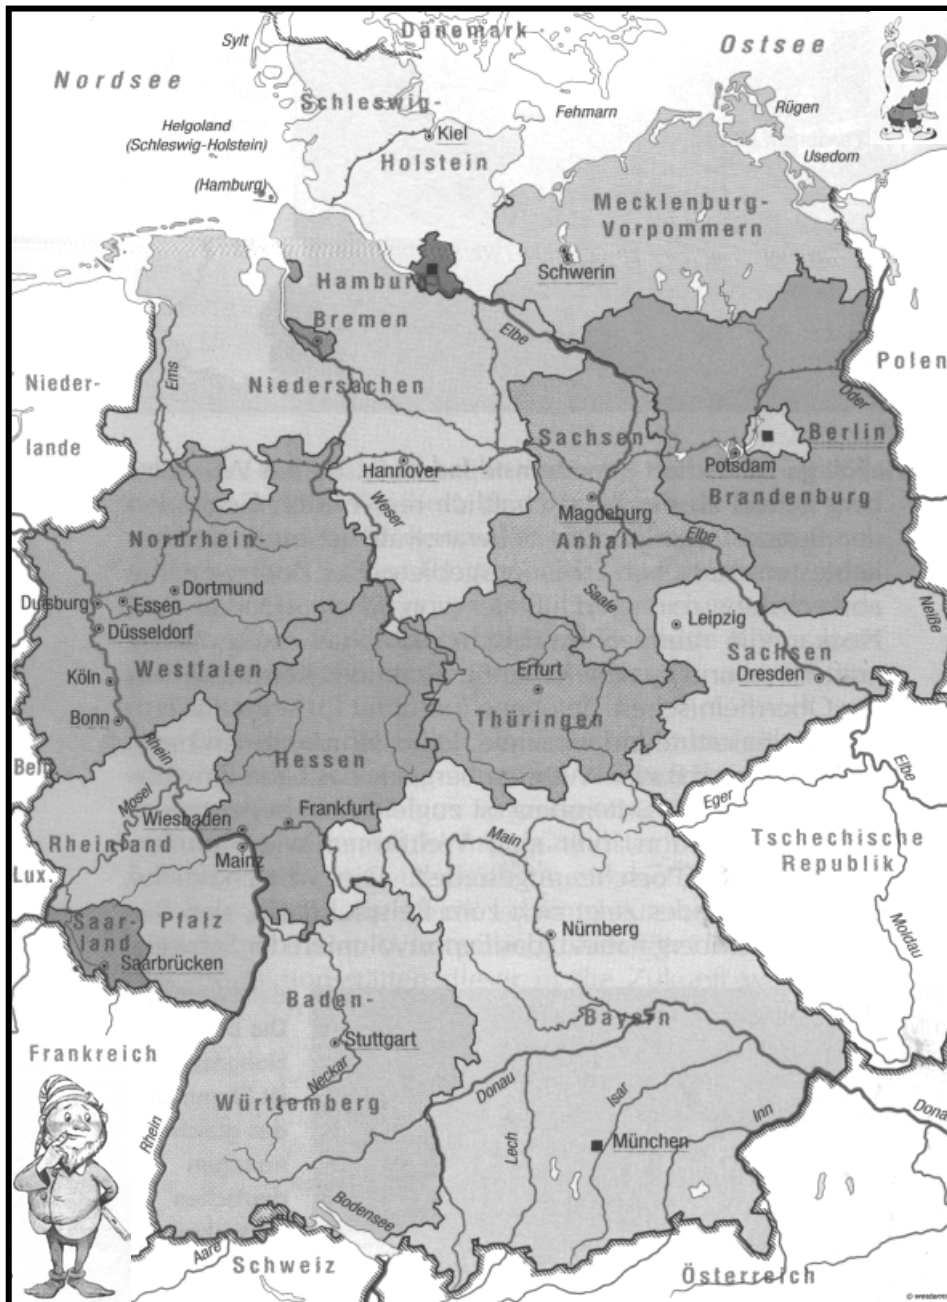 Dänemark
Ostsee
Sylt
Nordsee
Schleswig-
Rügen
Fehmarn
Helgoland
(Schleswig-Holstein)
Kiel
Holstein
Usedom
(Hamburg)
Mecklenburg-
Vorpommern
Schwerin
Hamburg
Bremen
Elbe
Polen
Ems
Nieder-
Niedersachsen
Oder
lande
Sachsen
Berlin
Hannover
Potsdam
Brandenburg
Weser
Magdeburg
Nordrhein-
Anhalt
Elbe
Dortmund
Saale
Duisburg
Essen
Leipzig
Neiße
Düsseldorf
Sachsen
Westfalen
Erfurt
Dresden
Köln
Bonn
Thüringen
Rhein
Hessen
Bel
Elbe
Mosel
Eger
Wiesbaden
Frankfurt
Main
Tschechische
Republik
Rheinland
Mainz
Lux.
Saar-
land
Pfalz
Nürnberg
Moldau
Saarbrücken
Baden-
Bayern
Frankreich
Stuttgart
Neckar
Donau
Isar
Württemberg
Inn
Donau
Rhein
Lech
München
Bodensee
Aare
Schweiz
Österreich